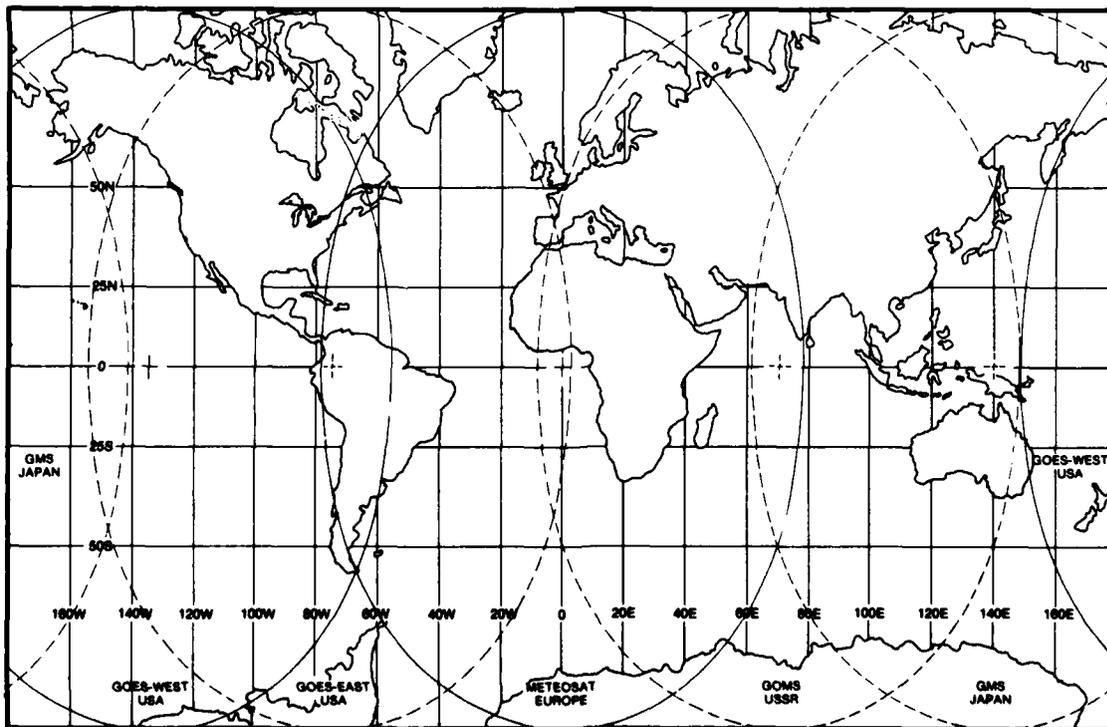 50N
25N
0
25S
GMS
JAPAN
GOES-WEST
USA
50S
160W 140W 120W 100W 80W 60W 40W 20W 0 20E 40E 60E 80E 100E 120E 140E 160E
GOES-WEST
USA
GOES-EAST
USA
METEOSAT
EUROPE
GOMS
USSR
GMS
JAPAN